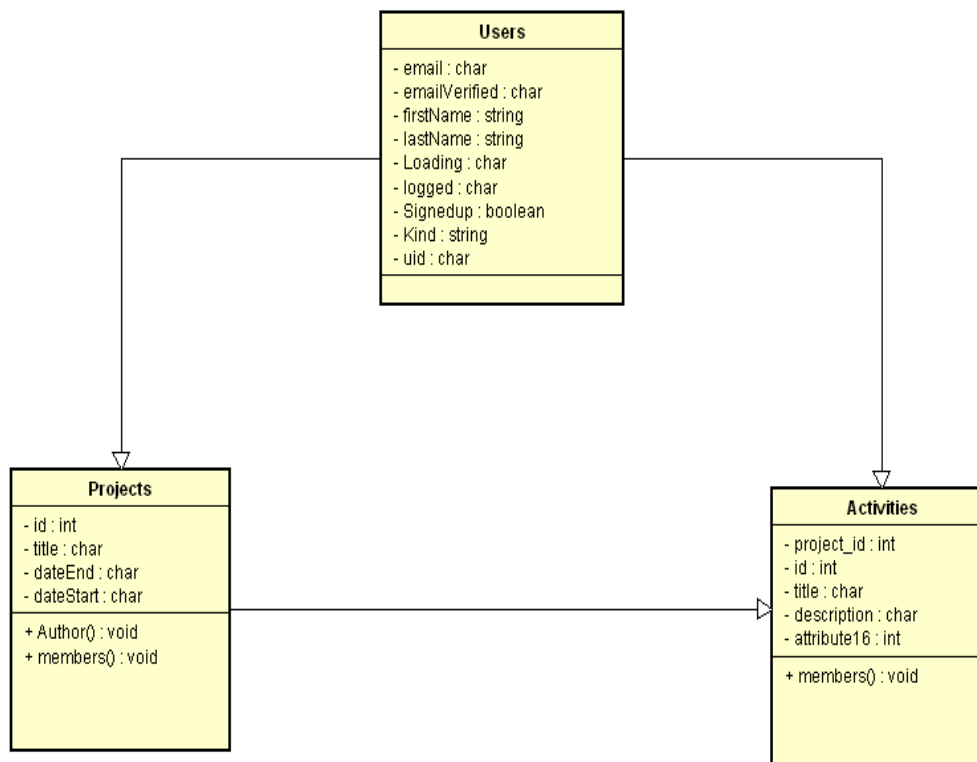 Users
- email : char
- emailVerified : char
- firstName : string
- lastName : string
- Loading : char
- logged : char
- Signedup : boolean
- Kind : string
- uid : char
Projects
- id : int
- title : char
- dateEnd : char
- dateStart : char
+ Author() : void
+ members() : void
Activities
- project_id : int
- id : int
- title : char
- description : char
- attribute16 : int
+ members() : void